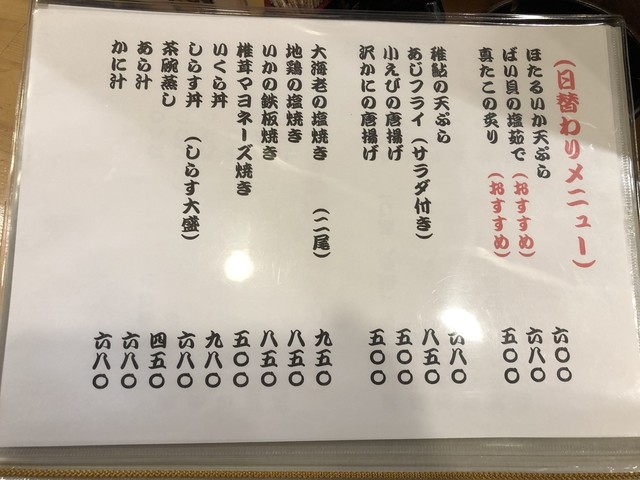 (日替わりメニュー)
ほたるいか天ぷら 六〇〇
ばい貝の塩茹で (おすすめ) 六八〇
真たこの炙り (おすすめ) 五〇〇
稚鮎の天ぷら 六八〇
あじフライ (サラダ付き) 八五〇
小えびの唐揚げ 五〇〇
沢かにの唐揚げ 五〇〇
大海老の塩焼き (二尾) 九五〇
地鶏の塩焼き 八五〇
いかの鉄板焼き 八五〇
椎茸マヨネーズ焼き 五〇〇
いくら丼 九八〇
しらす丼 (しらす大盛) 六八〇
茶碗蒸し 四五〇
あら汁 六八〇
かに汁 六八〇